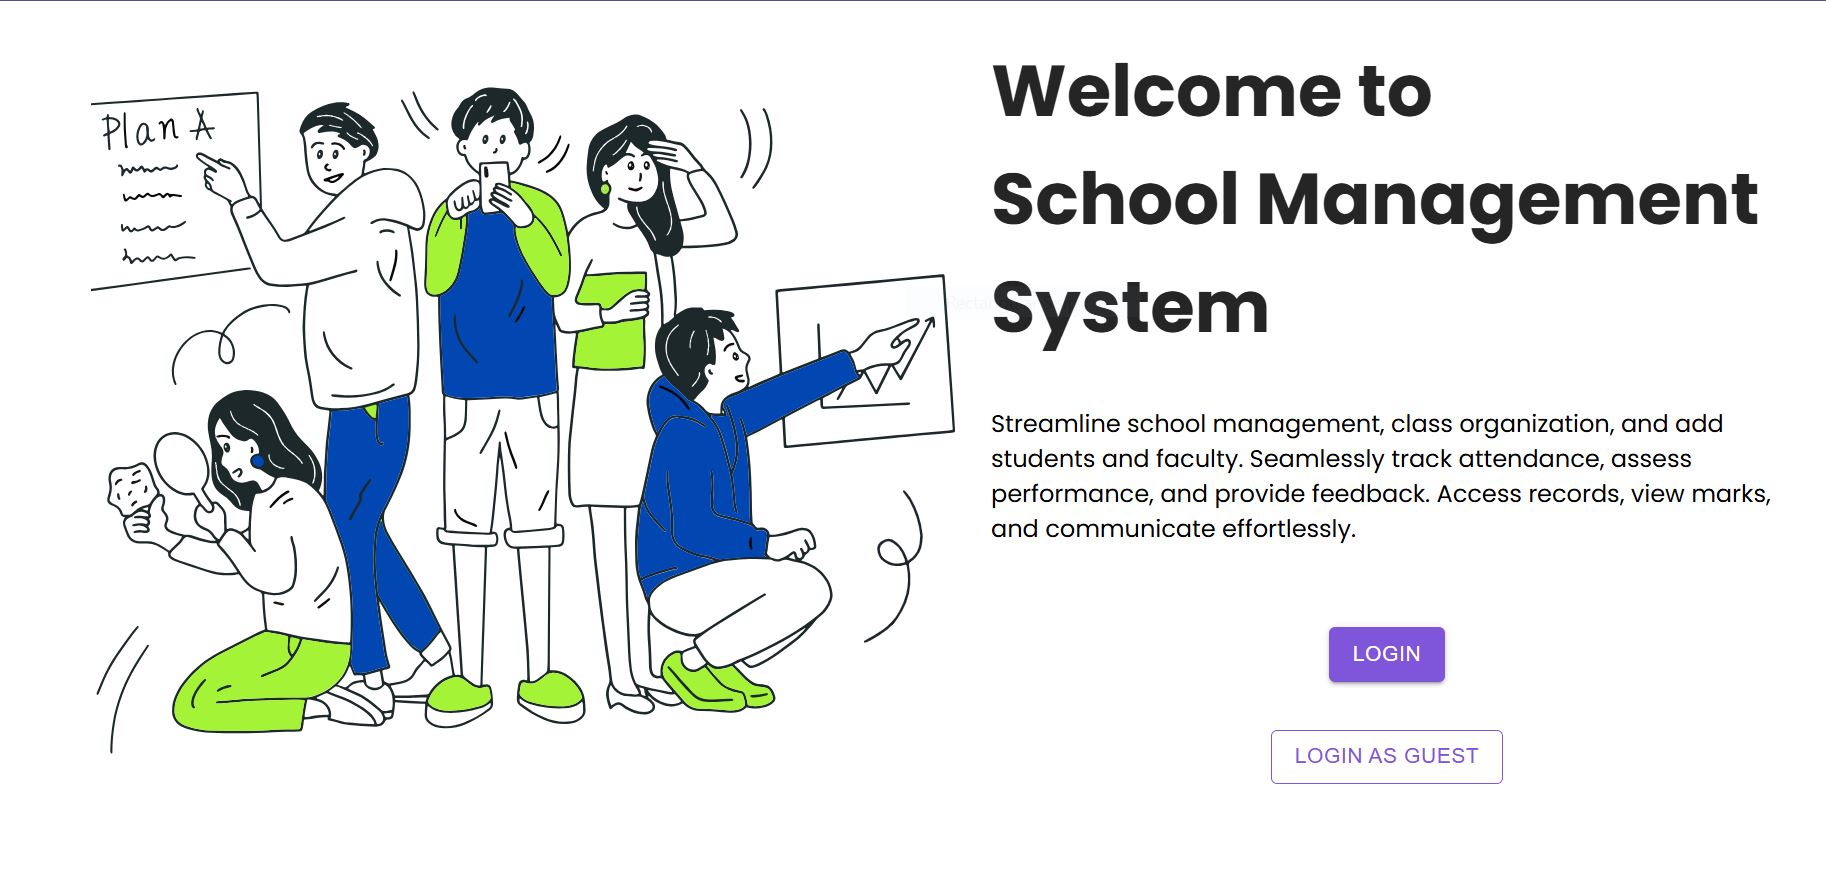 Plan A
Welcome to
School Management
System
Streamline school management, class organization, and add
students and faculty. Seamlessly track attendance, assess
performance, and provide feedback. Access records, view marks,
and communicate effortlessly.
LOGIN
LOGIN AS GUEST